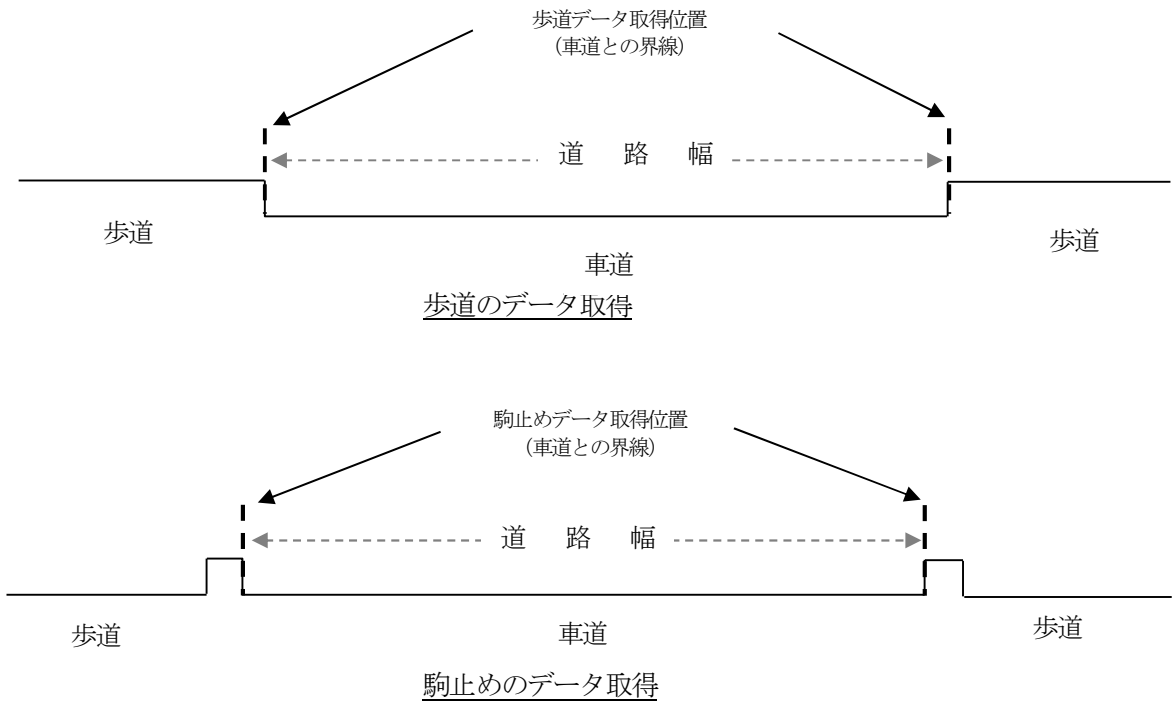 歩道データ取得位置
（車道との界線）
道　路　幅
歩道
歩道
車道
歩道のデータ取得
駒止めデータ取得位置
（車道との界線）
道　路　幅
歩道
車道
歩道
駒止めのデータ取得